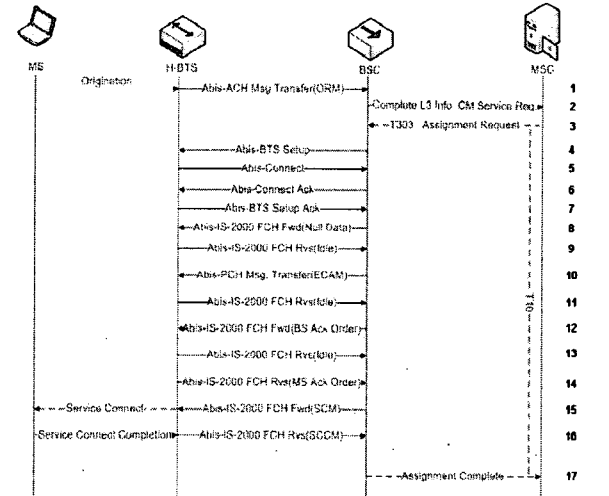 MS H-BTS BSC MSC
Origination Abis-ACH Msg Transfer(ORM) 1
Complete L3 Info CM Service Req 2
T303 Assignment Request 3
Abis-BTS Setup 4
Abis-Connect 5
Abis-Connect Ack 6
Abis-BTS Setup Ack 7
Abis-IS-2000 FCH Fwd(Null Data) 8
Abis-IS-2000 FCH Rvs(Idle) 9
Abis-PCH Msg. Transfer(ECAM) 10
Abis-IS-2000 FCH Rvs(Idle) 11
T10
Abis-IS-2000 FCH Fwd(BS Ack Order) 12
Abis-IS-2000 FCH Rvs(Idle) 13
Abis-IS-2000 FCH Rvs(MS Ack Order) 14
Service Connect Abis-IS-2000 FCH Fwd(SCM) 15
Service Connect Completion Abis-IS-2000 FCH Rvs(SCCM) 16
Assignment Complete 17